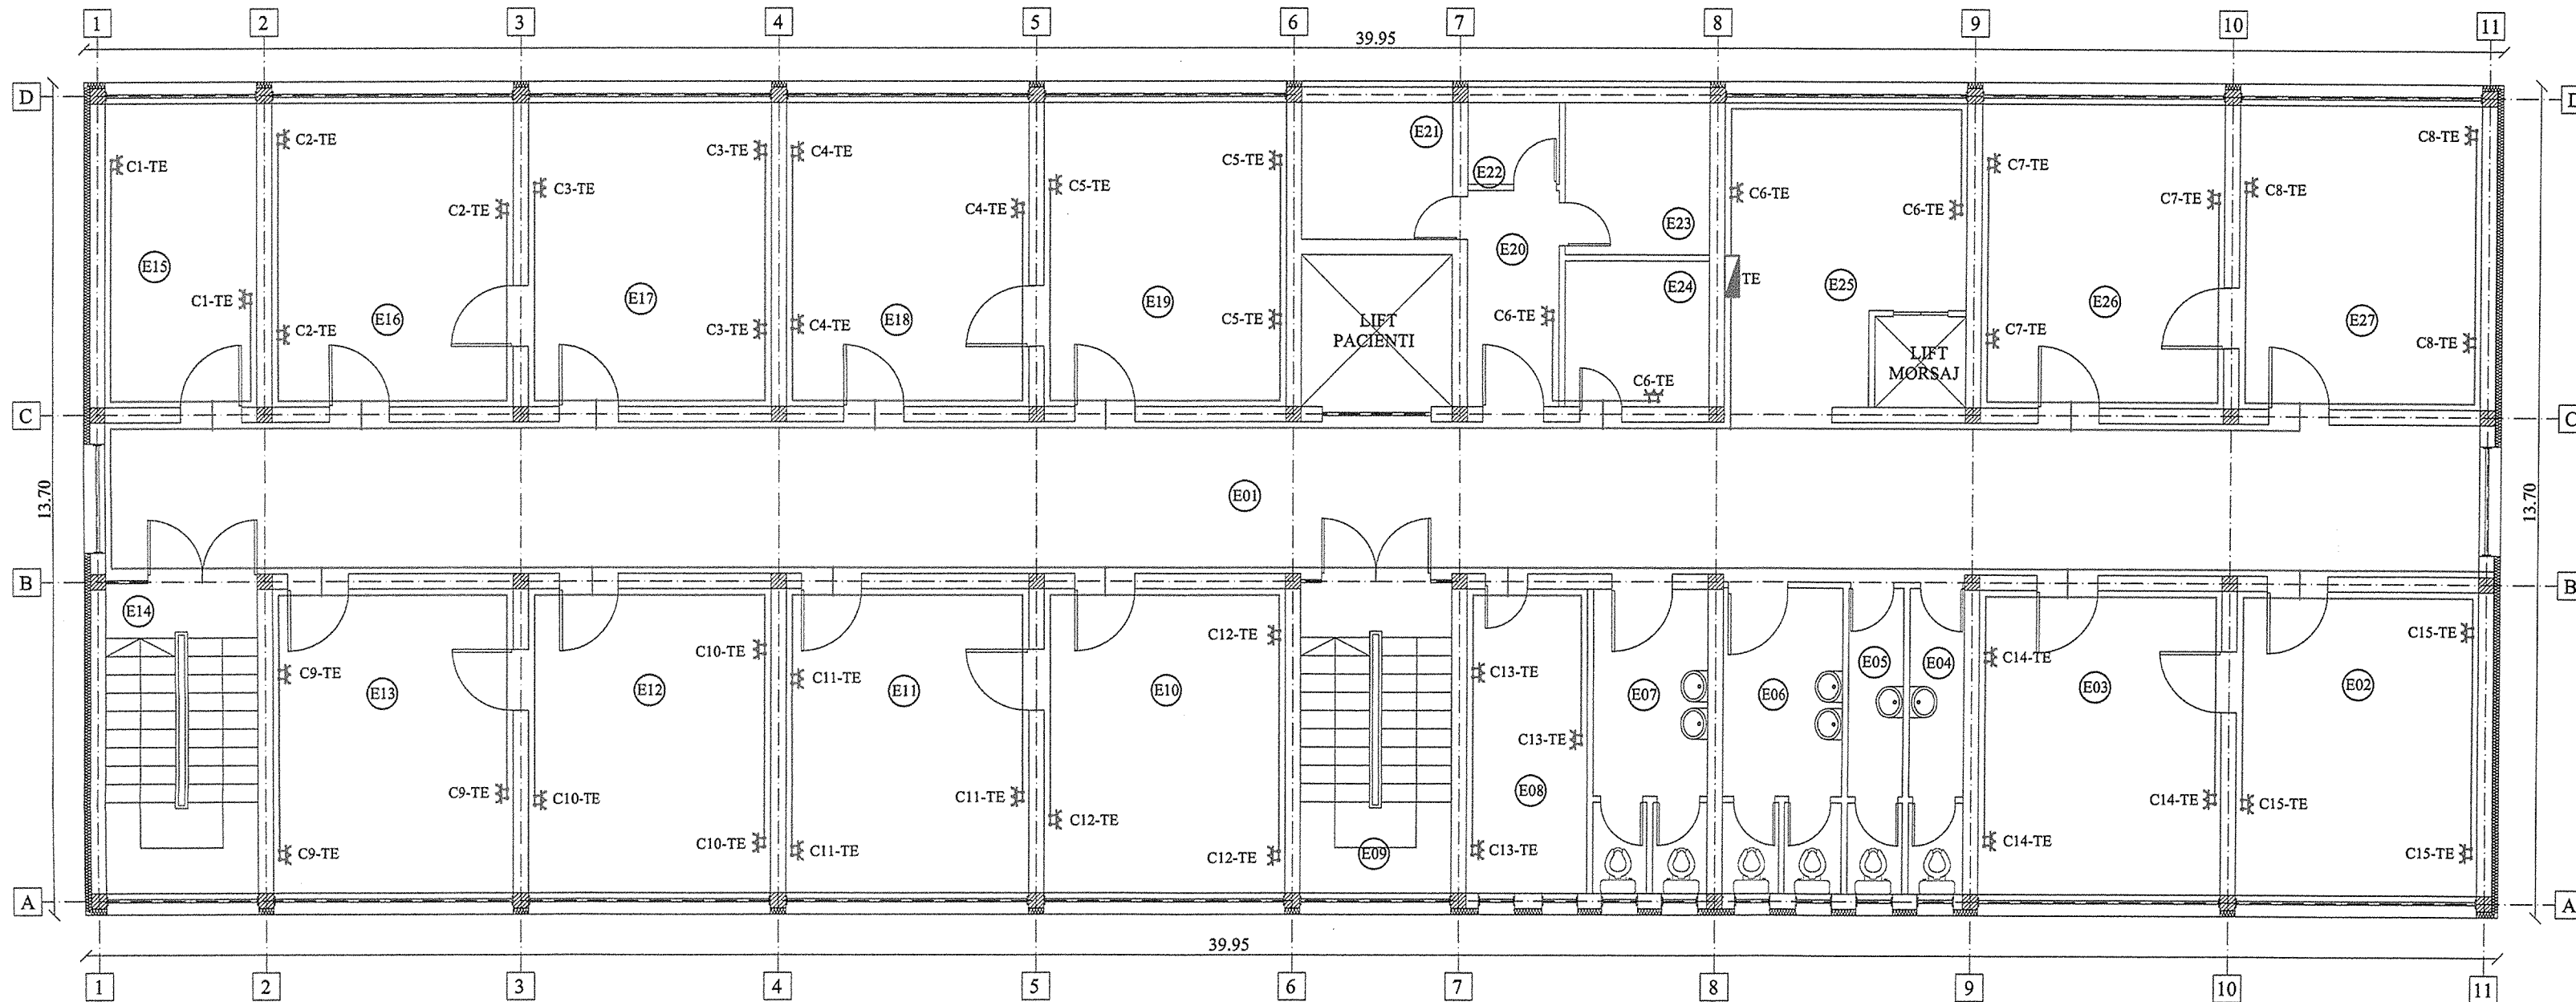 1 2 3 4 5 6 7 8 9 10 11
39.95
D D
C2-TE C3-TE C4-TE C5-TE E21 C8-TE
C1-TE C3-TE C5-TE E22 C6-TE C7-TE C8-TE
C2-TE C4-TE E23 C6-TE C7-TE
E15 E20
C1-TE E16 E17 E18 E19 E24 TE E25 E26 E27
C2-TE C3-TE C4-TE C5-TE C6-TE C7-TE C8-TE
LIFT
PACIENTI
LIFT
MORSAJ
C6-TE
C C
13.70 E01 13.70
B B
E14
C10-TE C12-TE C14-TE C15-TE
C9-TE C11-TE C13-TE E05 E04
E13 E12 E11 E10 E07 E06 E03 E02
C13-TE
C9-TE C10-TE C11-TE C12-TE E08 C14-TE C15-TE
C9-TE C10-TE C11-TE C12-TE E09 C13-TE C14-TE C15-TE
A A
39.95
1 2 3 4 5 6 7 8 9 10 11